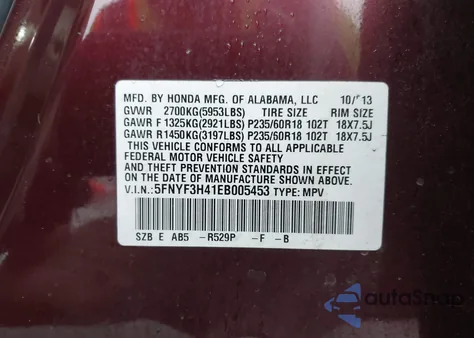 MFD. BY HONDA MFG. OF ALABAMA, LLC 10/13
GVWR 2700KG(5953LBS) TIRE SIZE RIM SIZE
GAWR F 1325KG(2921LBS) P235/60R18 102T 18X7.5J
GAWR R 1450KG(3197LBS) P235/60R18 102T 18X7.5J
THIS VEHICLE CONFORMS TO ALL APPLICABLE
FEDERAL MOTOR VEHICLE SAFETY, BUMPER,
AND THEFT PREVENTION STANDARDS IN EFFECT ON
THE DATE OF MANUFACTURE SHOWN ABOVE.
V.I.N.: 5FNYF3H41EB005453 TYPE: MPV
SZB E AB5 -R529P -F -B
autoSnap